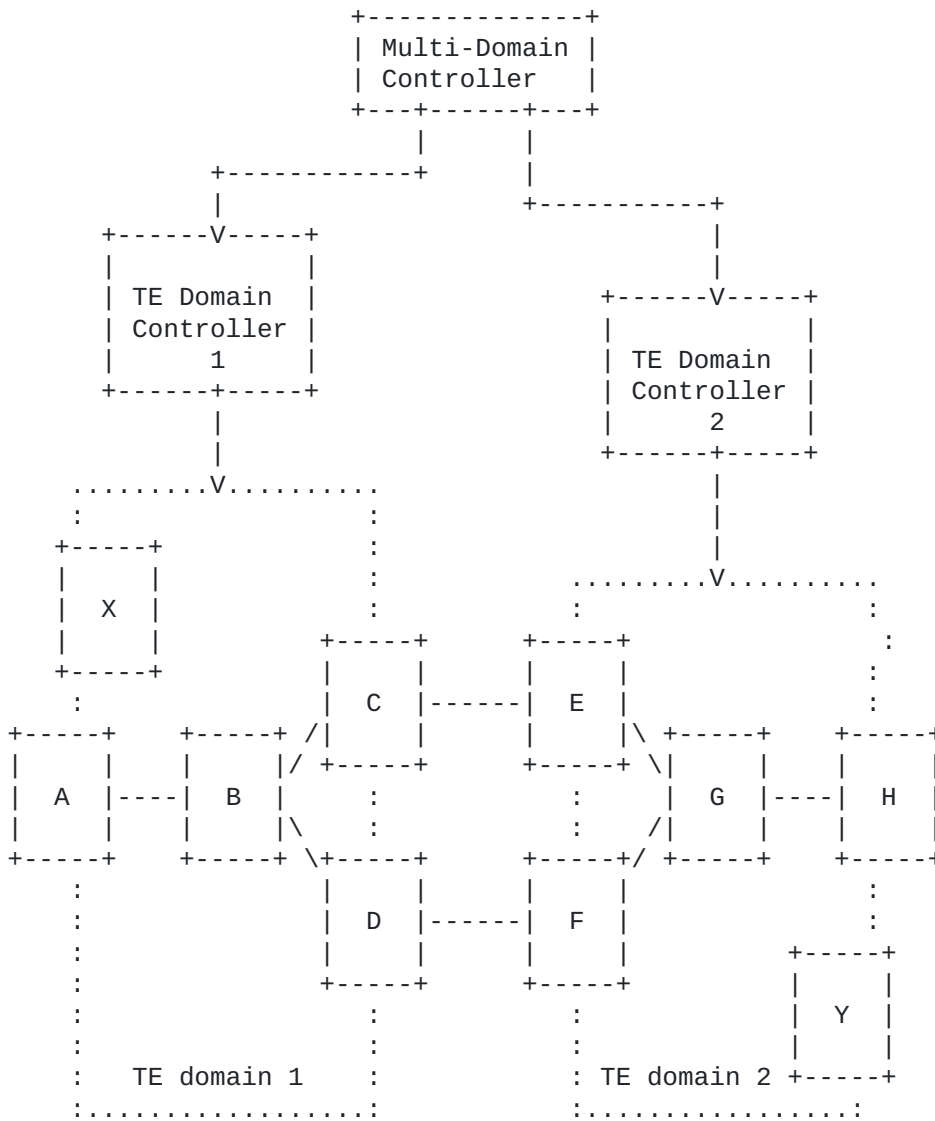 Multi-Domain
Controller
TE Domain
Controller
1
TE Domain
Controller
2
X
C
E
A
B
G
H
D
F
Y
TE domain 1
TE domain 2